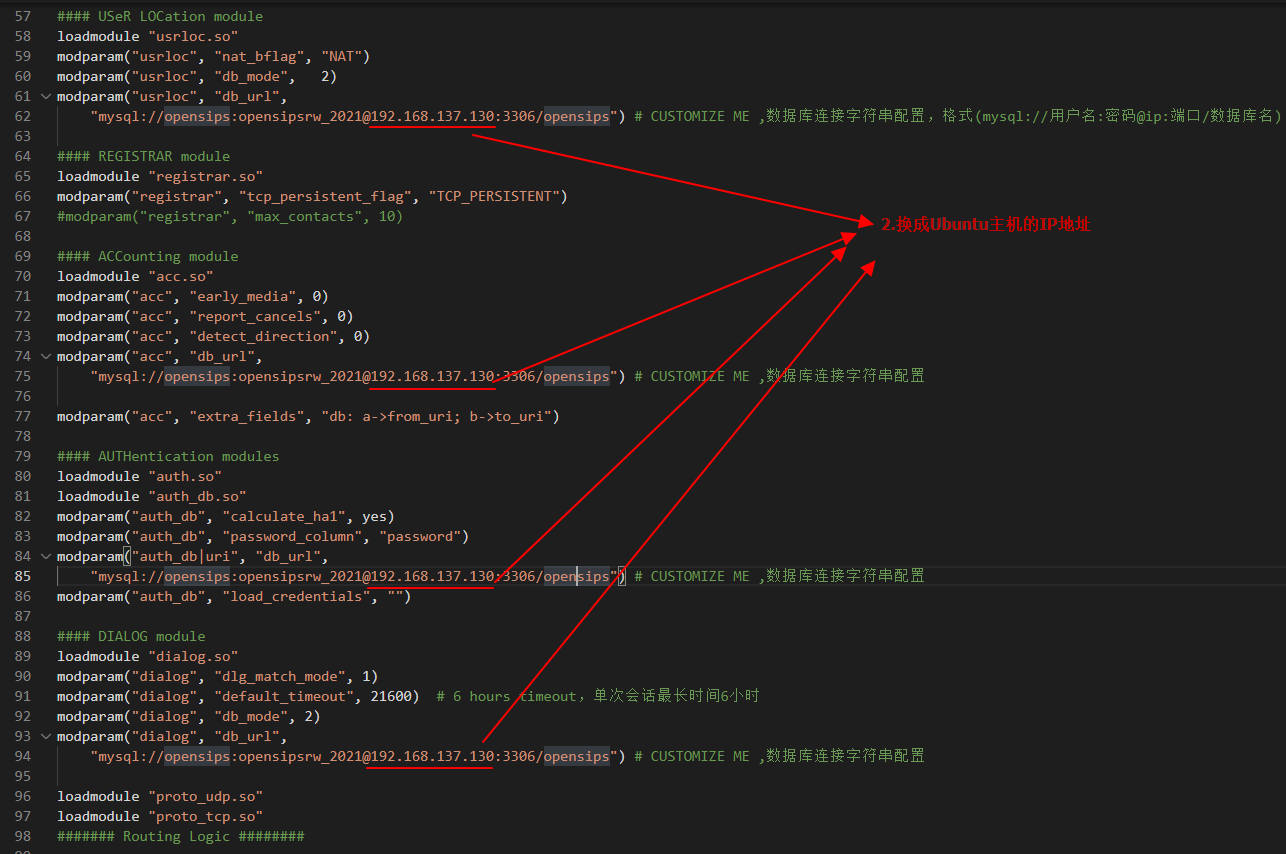 57 #### USeR LOCation module
58 loadmodule "usrloc.so"
59 modparam("usrloc", "nat_bflag", "NAT")
60 modparam("usrloc", "db_mode",   2)
61 modparam("usrloc", "db_url",
62     "mysql://opensips:opensipsrw_2021@192.168.137.130:3306/opensips") # CUSTOMIZE ME ,数据库连接字符串配置，格式(mysql://用户名:密码@ip:端口/数据库名)
63
64 #### REGISTRAR module
65 loadmodule "registrar.so"
66 modparam("registrar", "tcp_persistent_flag", "TCP_PERSISTENT")
67 #modparam("registrar", "max_contacts", 10)
2.换成Ubuntu主机的IP地址
68
69 #### ACCounting module
70 loadmodule "acc.so"
71 modparam("acc", "early_media", 0)
72 modparam("acc", "report_cancels", 0)
73 modparam("acc", "detect_direction", 0)
74 modparam("acc", "db_url",
75     "mysql://opensips:opensipsrw_2021@192.168.137.130:3306/opensips") # CUSTOMIZE ME ,数据库连接字符串配置
76
77 modparam("acc", "extra_fields", "db: a->from_uri; b->to_uri")
78
79 #### AUTHentication modules
80 loadmodule "auth.so"
81 loadmodule "auth_db.so"
82 modparam("auth_db", "calculate_ha1", yes)
83 modparam("auth_db", "password_column", "password")
84 modparam("auth_db|uri", "db_url",
85     "mysql://opensips:opensipsrw_2021@192.168.137.130:3306/opensips") # CUSTOMIZE ME ,数据库连接字符串配置
86 modparam("auth_db", "load_credentials", "")
87
88 #### DIALOG module
89 loadmodule "dialog.so"
90 modparam("dialog", "dlg_match_mode", 1)
91 modparam("dialog", "default_timeout", 21600)  # 6 hours timeout，单次会话最长时间6小时
92 modparam("dialog", "db_mode", 2)
93 modparam("dialog", "db_url",
94     "mysql://opensips:opensipsrw_2021@192.168.137.130:3306/opensips") # CUSTOMIZE ME ,数据库连接字符串配置
95
96 loadmodule "proto_udp.so"
97 loadmodule "proto_tcp.so"
98 ####### Routing Logic ########